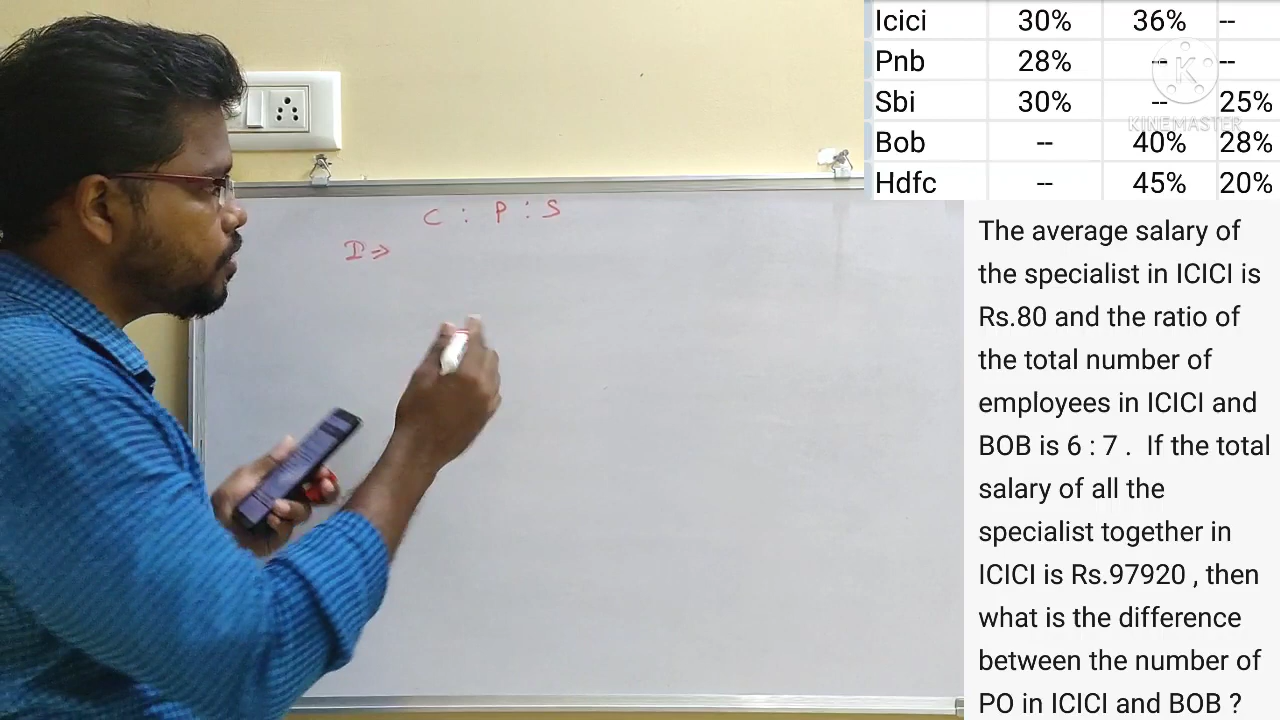 Icici 30% 36% --
Pnb 28% -- --
Sbi 30% -- 25%
Bob -- 40% 28%
Hdfc -- 45% 20%
K
KINEMASTER
C : P : S
I ⇒
The average salary of
the specialist in ICICI is
Rs.80 and the ratio of
the total number of
employees in ICICI and
BOB is 6 : 7 . If the total
salary of all the
specialist together in
ICICI is Rs.97920 , then
what is the difference
between the number of
PO in ICICI and BOB ?